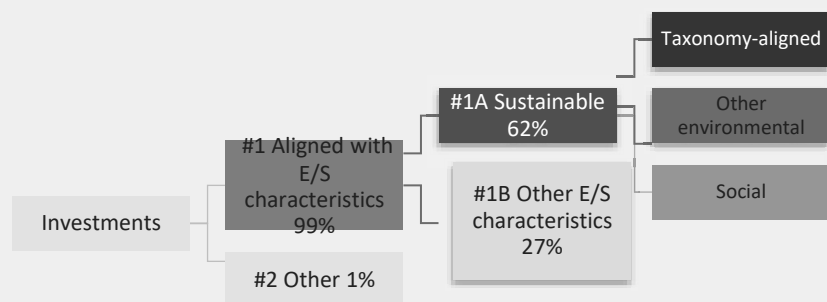 Investments
#1 Aligned with
E/S
characteristics
99%
#2 Other 1%
#1A Sustainable
62%
#1B Other E/S
characteristics
27%
Taxonomy-aligned
Other
environmental
Social